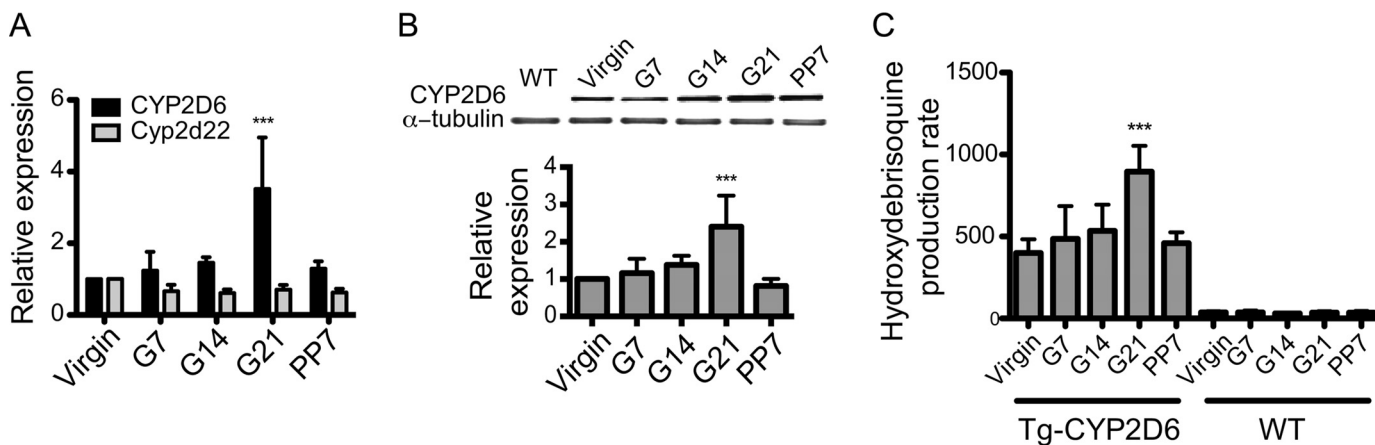 A
Relative expression
6
4
2
0
CYP2D6
Cyp2d22
***
Virgin
G7
G14
G21
PP7
B
WT
Virgin
G7
G14
G21
PP7
CYP2D6
α-tubulin
Relative
expression
4
3
2
1
0
***
Virgin
G7
G14
G21
PP7
C
Hydroxydebrisoquine
production rate
1500
1000
500
0
***
Virgin
G7
G14
G21
PP7
Virgin
G7
G14
G21
PP7
Tg-CYP2D6
WT